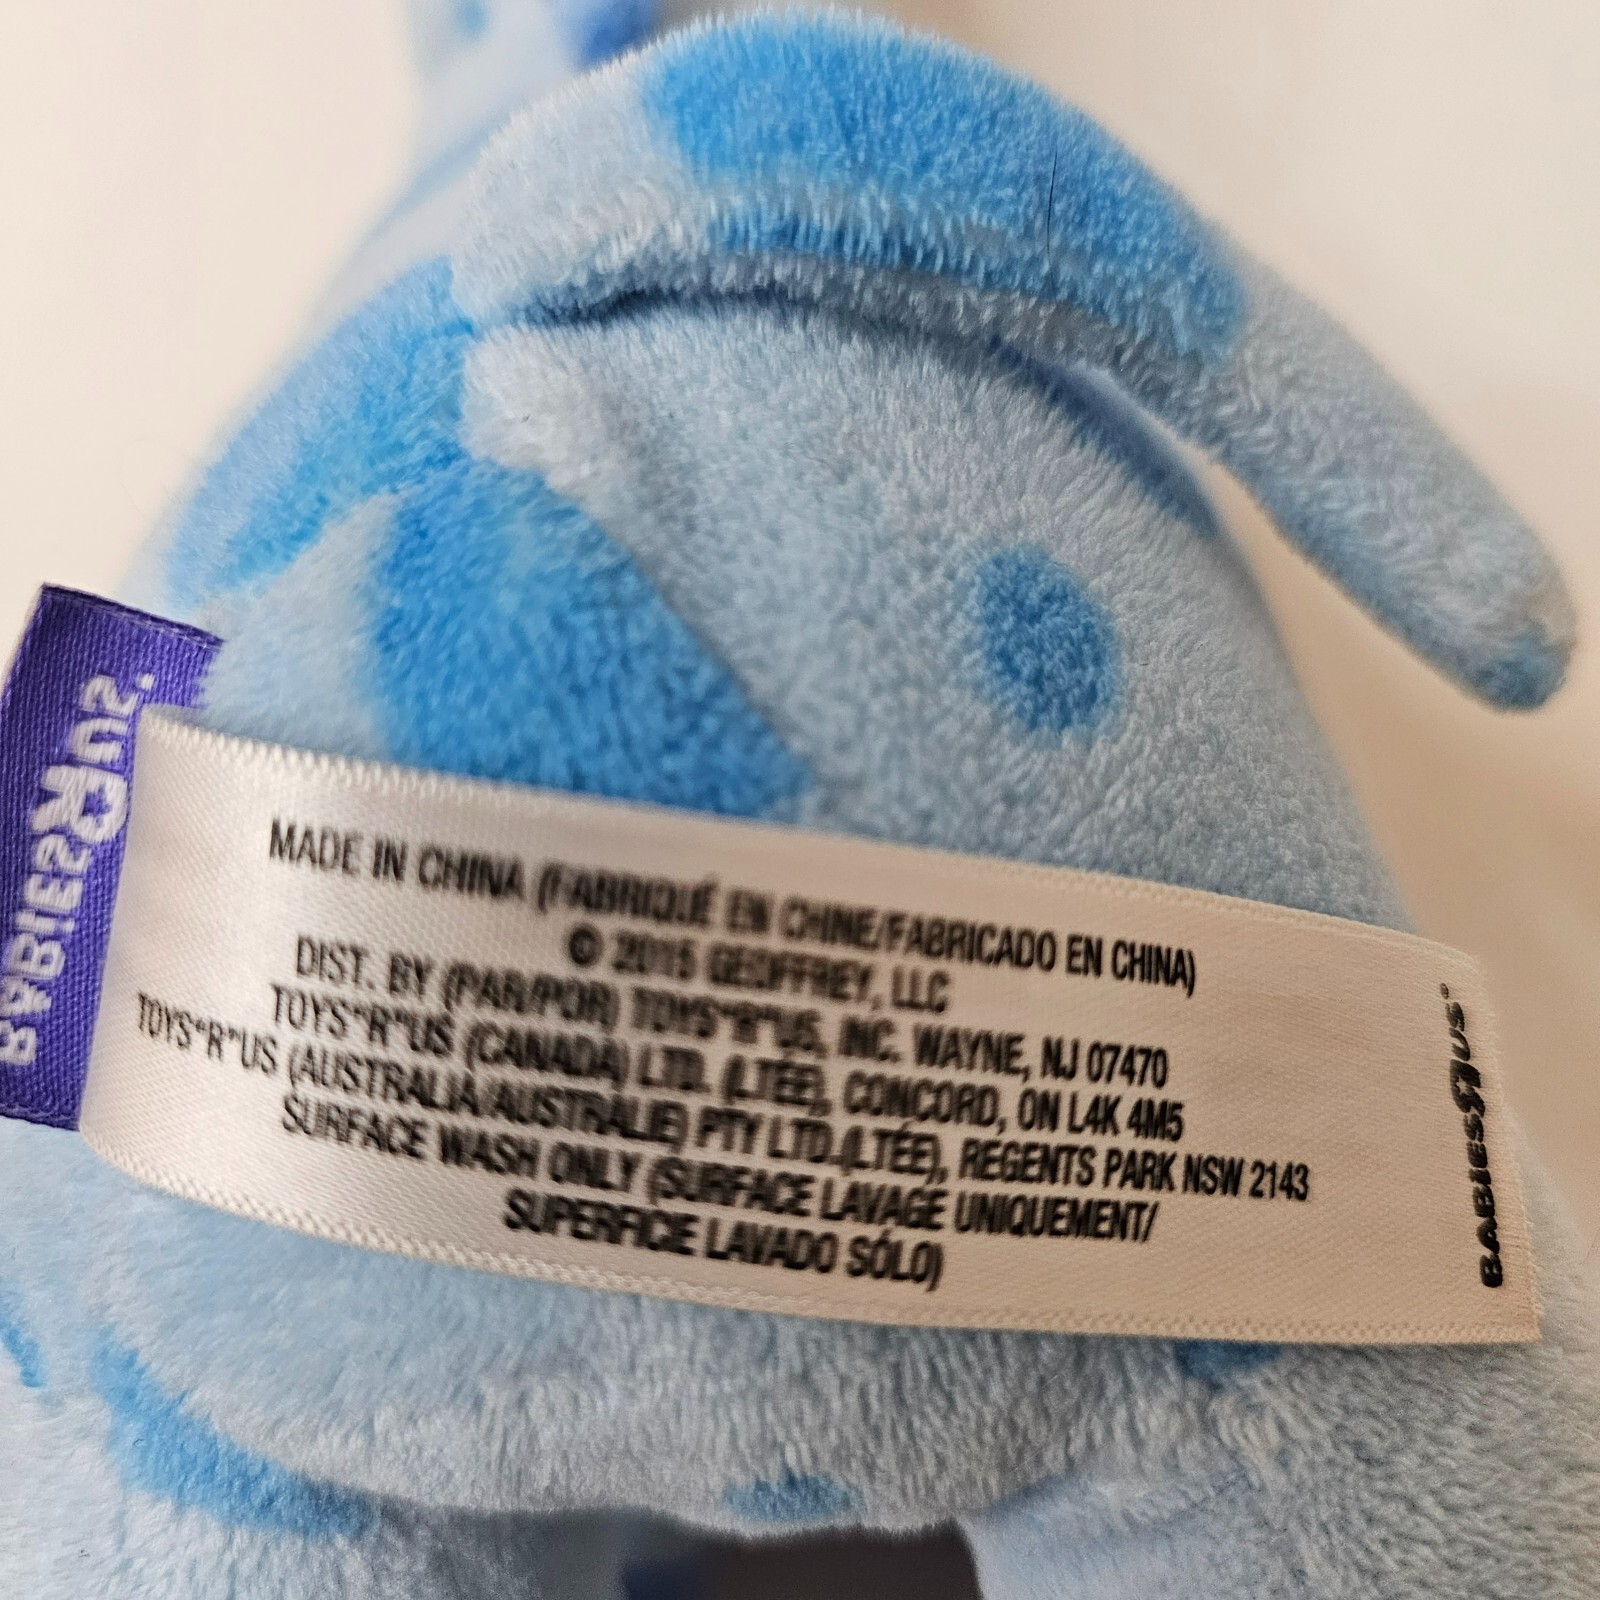 BABIESRUS.
MADE IN CHINA (FABRIQUÉ EN CHINE/FABRICADO EN CHINA)
© 2015 GEOFFREY, LLC
DIST. BY (PAR/POR) TOYS"R"US, INC. WAYNE, NJ 07470
TOYS"R"US (CANADA) LTD. (LTÉE), CONCORD, ON L4K 4M5
TOYS"R"US (AUSTRALIA/AUSTRALIE) PTY LTD.(LTÉE), REGENTS PARK NSW 2143
SURFACE WASH ONLY (SURFACE LAVAGE UNIQUEMENT/
SUPERFICIE LAVADO SÓLO)
BABIESRUS®